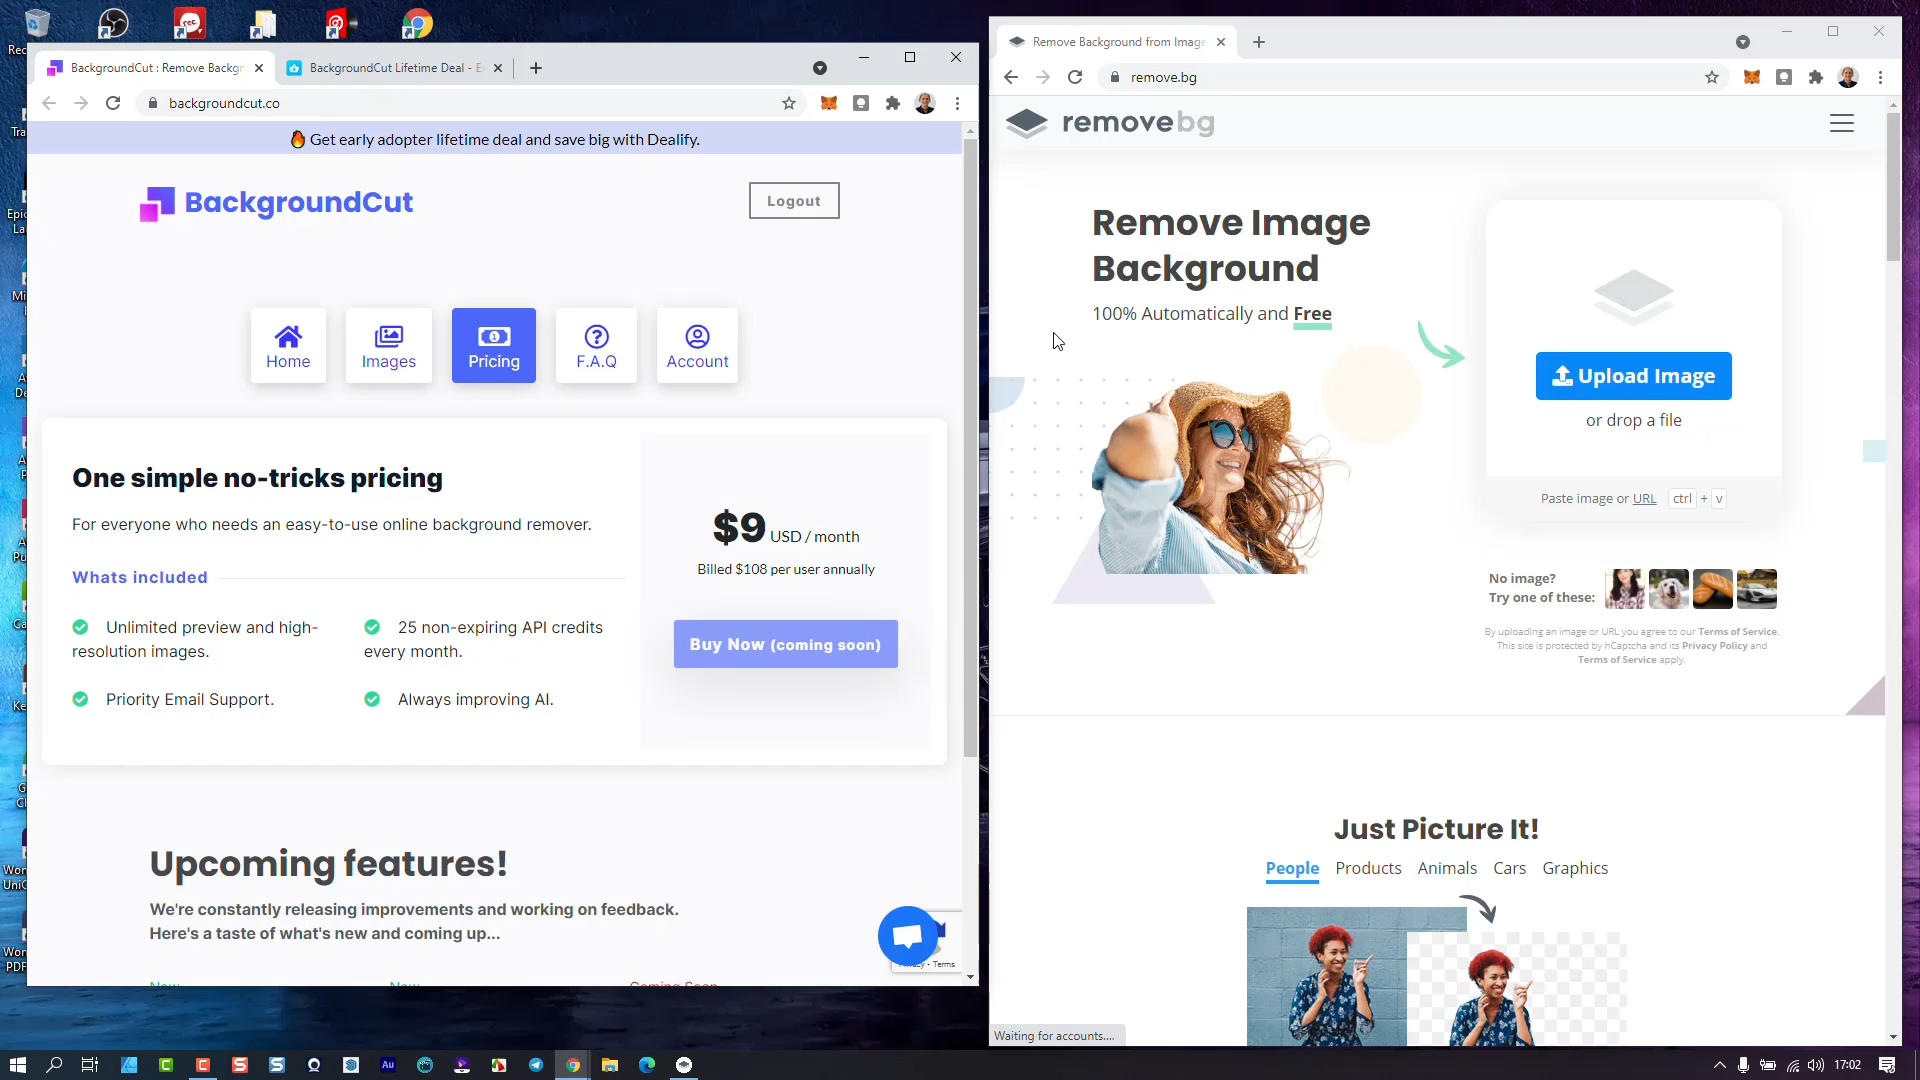 BackgroundCut : Remove Backgr
BackgroundCut Lifetime Deal - E
backgroundcut.co
🔥 Get early adopter lifetime deal and save big with Dealify.
BackgroundCut
Logout
Home
Images
Pricing
F.A.Q
Account
One simple no-tricks pricing
For everyone who needs an easy-to-use online background remover.
Whats included
Unlimited preview and high-
resolution images.
25 non-expiring API credits
every month.
Priority Email Support.
Always improving AI.
$9 USD / month
Billed $108 per user annually
Buy Now (coming soon)
Upcoming features!
We're constantly releasing improvements and working on feedback.
Here's a taste of what's new and coming up...
New
New
Coming Soon
- Terms
Remove Background from Image
remove.bg
removebg
Remove Image
Background
100% Automatically and Free
Upload Image
or drop a file
Paste image or URL ctrl + v
No image?
Try one of these:
By uploading an image or URL you agree to our Terms of Service.
This site is protected by hCaptcha and its Privacy Policy and
Terms of Service apply.
Just Picture It!
People
Products
Animals
Cars
Graphics
Waiting for accounts....
rec
Au
17:02